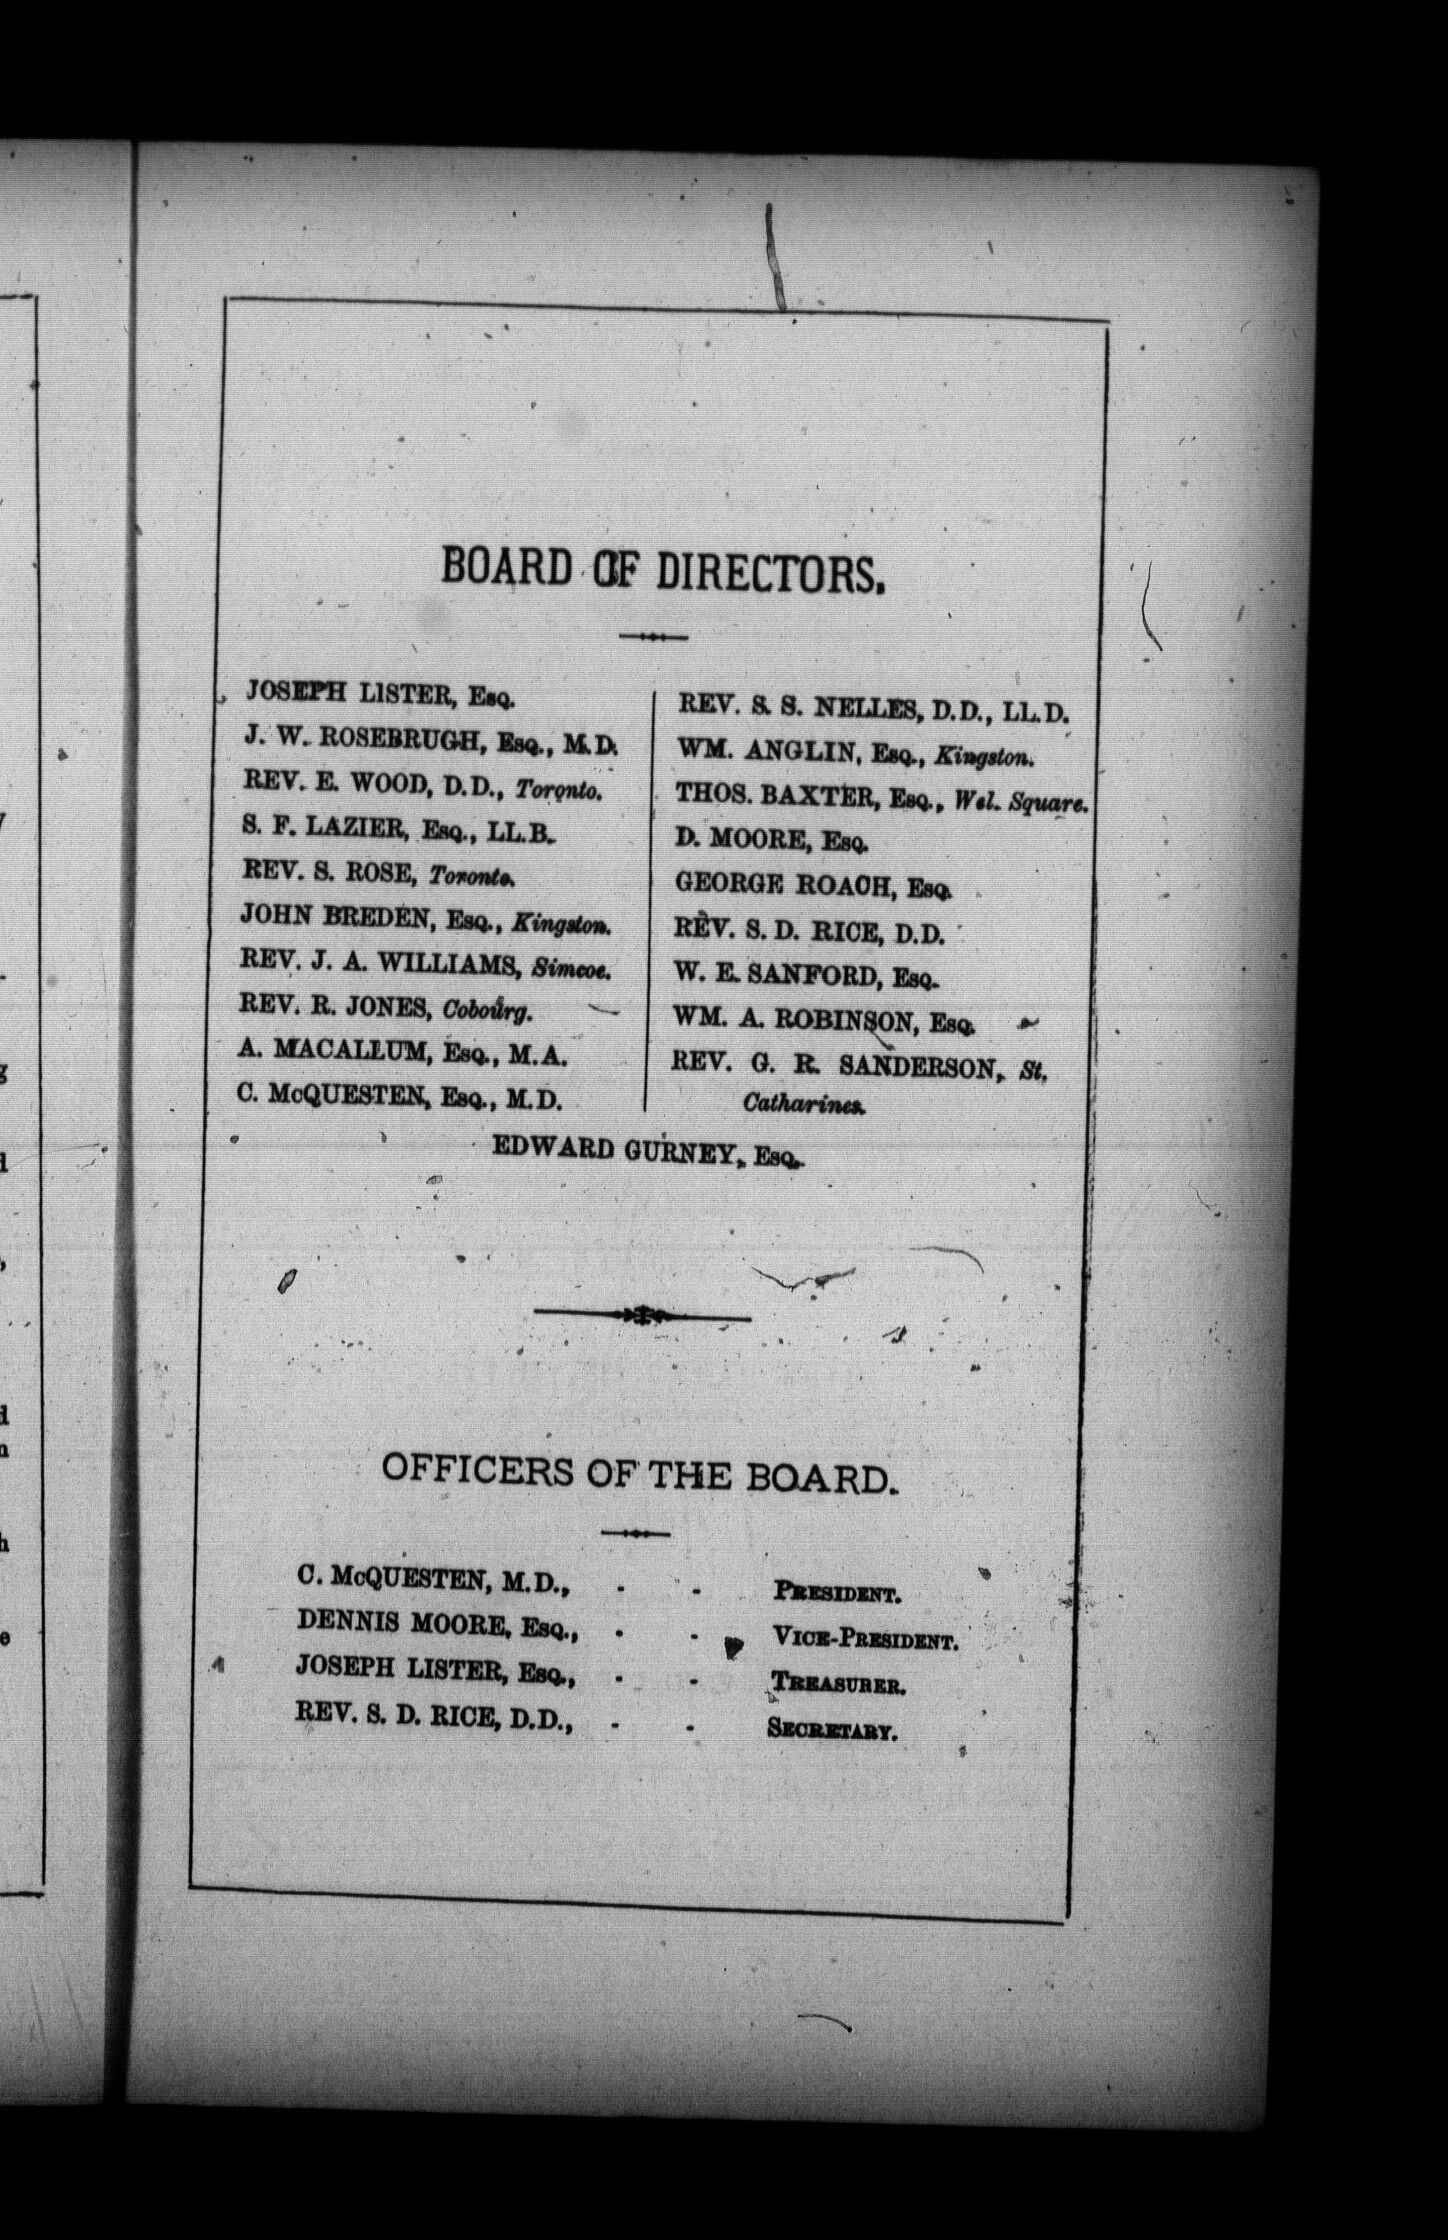 BOARD OF DIRECTORS.
JOSEPH LISTER, Esq.
J. W. ROSEBRUGH, Esq., M.D.
REV. E. WOOD, D.D., Toronto.
S. F. LAZIER, Esq., LL.B.
REV. S. ROSE, Toronto.
JOHN BREDEN, Esq., Kingston.
REV. J. A. WILLIAMS, Simcoe.
REV. R. JONES, Cobourg.
A. MACALLUM, Esq., M.A.
C. McQUESTEN, Esq., M.D.
REV. S. S. NELLES, D.D., LL.D.
WM. ANGLIN, Esq., Kingston.
THOS. BAXTER, Esq., Wel. Square.
D. MOORE, Esq.
GEORGE ROACH, Esq.
REV. S. D. RICE, D.D.
W. E. SANFORD, Esq.
WM. A. ROBINSON, Esq.
REV. G. R. SANDERSON, St.
Catharines.
EDWARD GURNEY, Esq.
OFFICERS OF THE BOARD.
C. McQUESTEN, M.D., - - PRESIDENT.
DENNIS MOORE, Esq., - - VICE-PRESIDENT.
JOSEPH LISTER, Esq., - - TREASURER.
REV. S. D. RICE, D.D., - - SECRETARY.